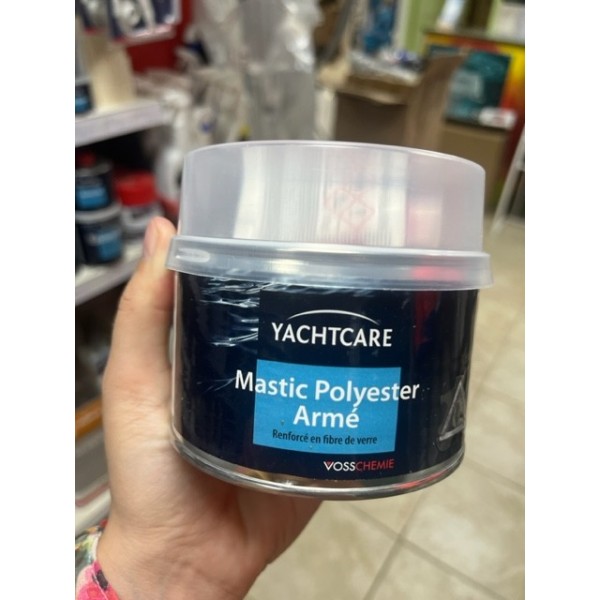 YACHTCARE
Mastic Polyester
Armé
Renforcé en fibre de verre
VOSSCHEMIE